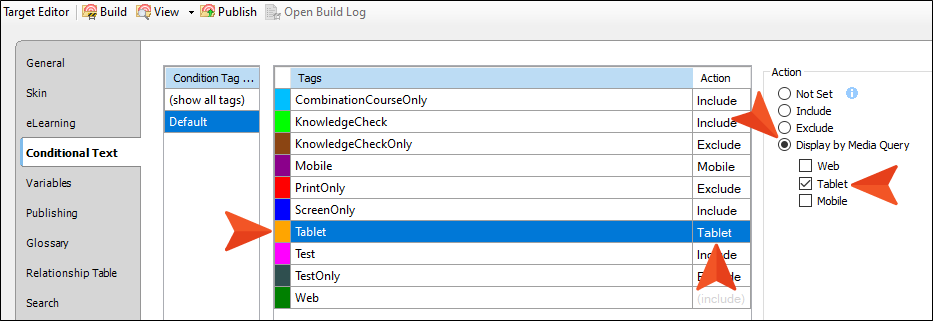 Target Editor Build View Publish Open Build Log
General
Skin
eLearning
Conditional Text
Variables
Publishing
Glossary
Relationship Table
Search
Condition Tag ...
(show all tags)
Default
Tags Action
CombinationCourseOnly Include
KnowledgeCheck Include
KnowledgeCheckOnly Exclude
Mobile Mobile
PrintOnly Exclude
ScreenOnly Include
Tablet Tablet
Test Include
TestOnly Exclude
Web (include)
Action
Not Set
Include
Exclude
Display by Media Query
Web
Tablet
Mobile